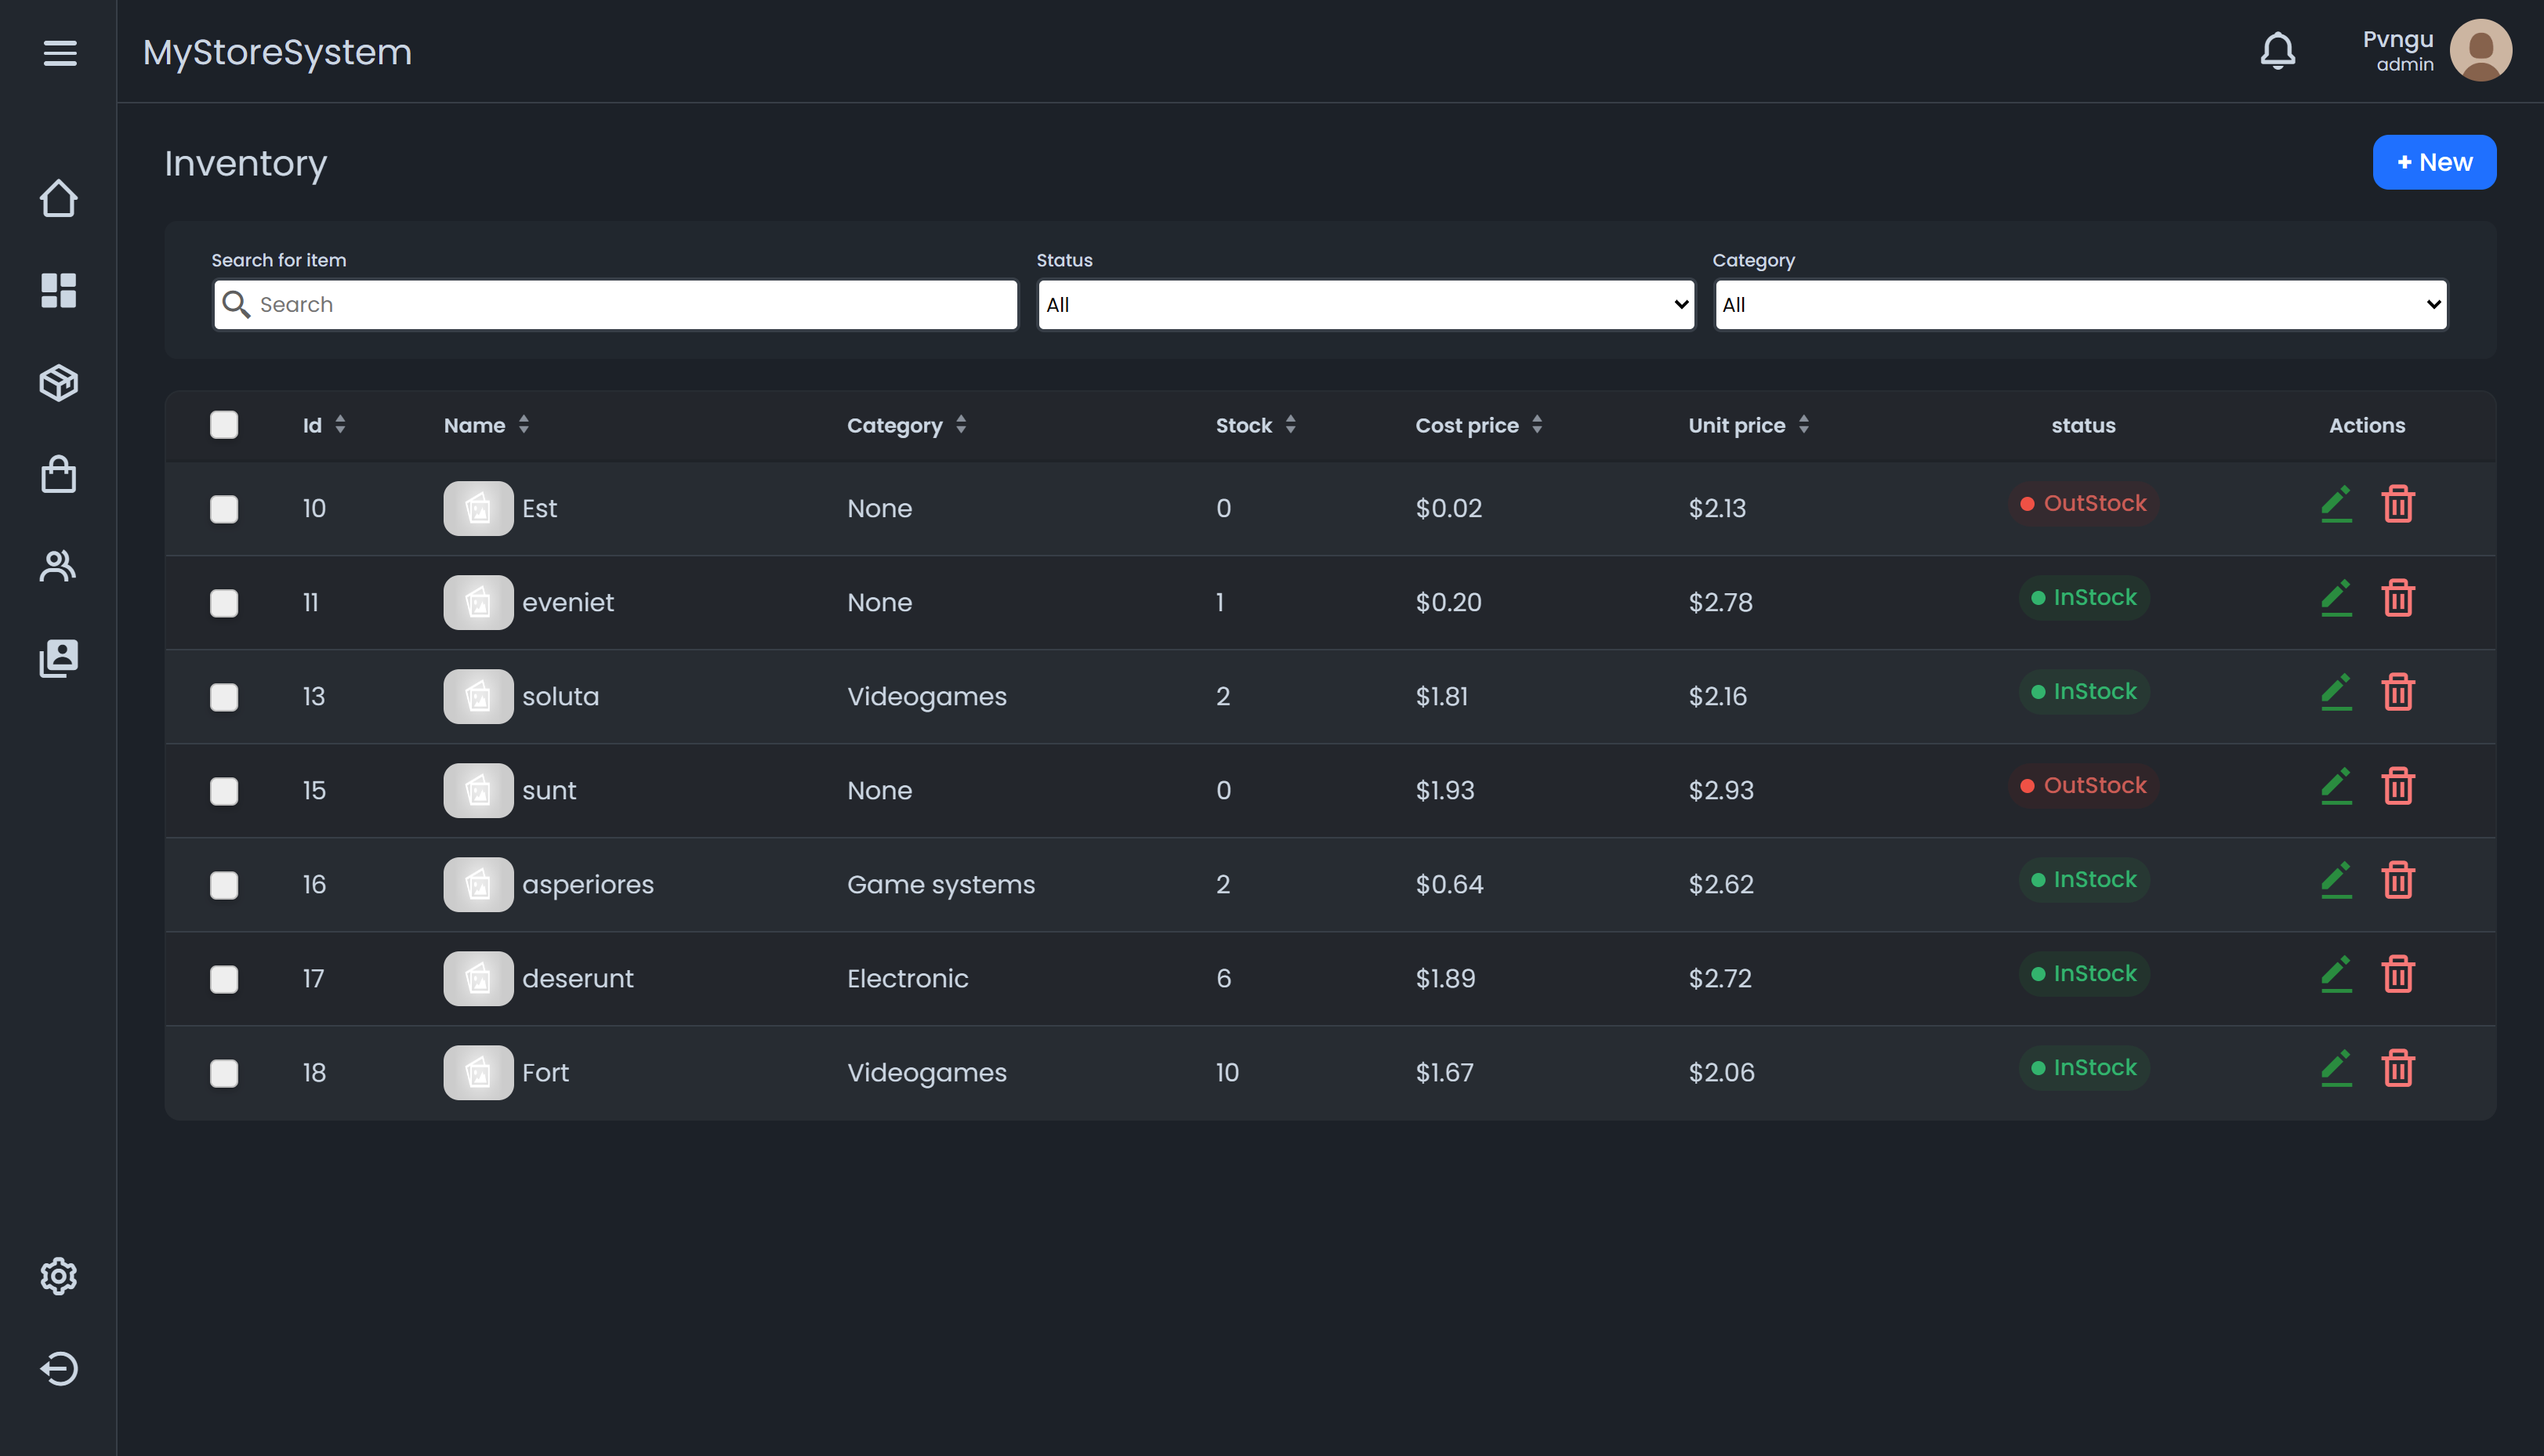 MyStoreSystem
Pvngu
admin
Inventory
+ New
Search for item
Status
Category
Search
All
All
Id Name Category Stock Cost price Unit price status Actions
10 Est None 0 $0.02 $2.13 OutStock
11 eveniet None 1 $0.20 $2.78 InStock
13 soluta Videogames 2 $1.81 $2.16 InStock
15 sunt None 0 $1.93 $2.93 OutStock
16 asperiores Game systems 2 $0.64 $2.62 InStock
17 deserunt Electronic 6 $1.89 $2.72 InStock
18 Fort Videogames 10 $1.67 $2.06 InStock